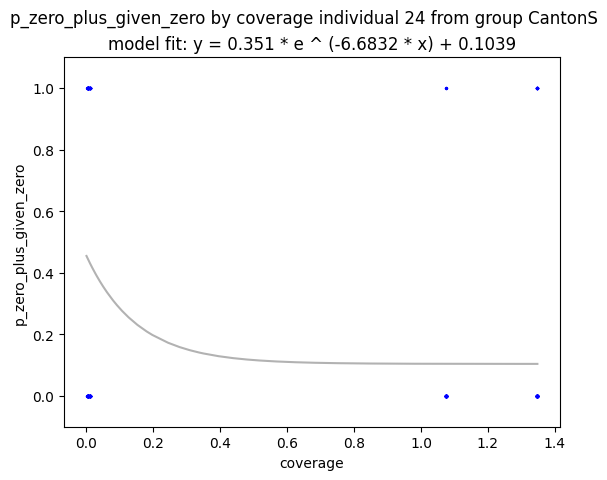 p_zero_plus_given_zero by coverage individual 24 from group CantonS
model fit: y = 0.351 * e ^ (-6.6832 * x) + 0.1039
1.0
0.8
0.6
0.4
0.2
0.0
p_zero_plus_given_zero
0.0 0.2 0.4 0.6 0.8 1.0 1.2 1.4
coverage